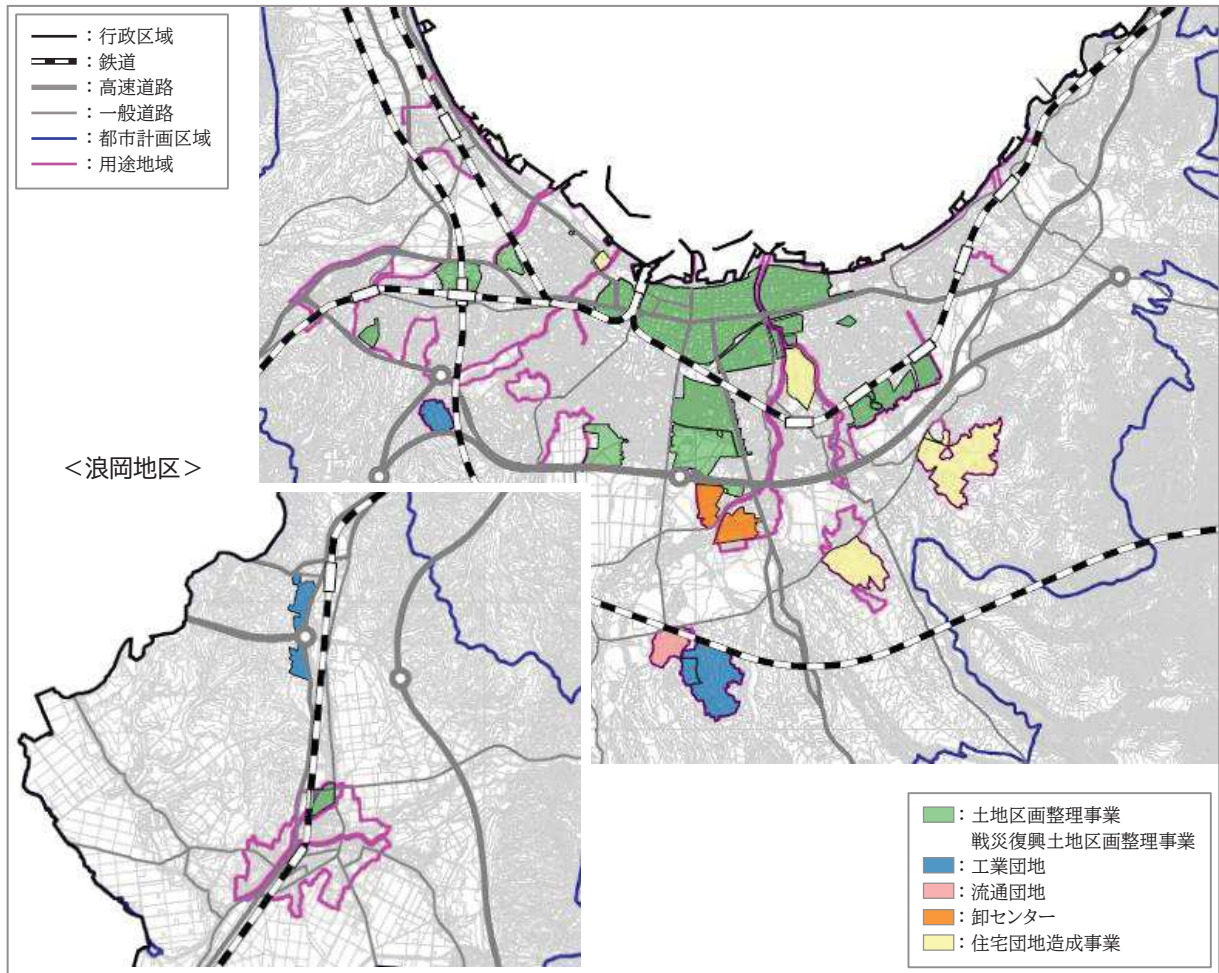 ：行政区域
：鉄道
：高速道路
：一般道路
：都市計画区域
：用途地域
＜浪岡地区＞
：土地区画整理事業
戦災復興土地区画整理事業
：工業団地
：流通団地
：卸センター
：住宅団地造成事業